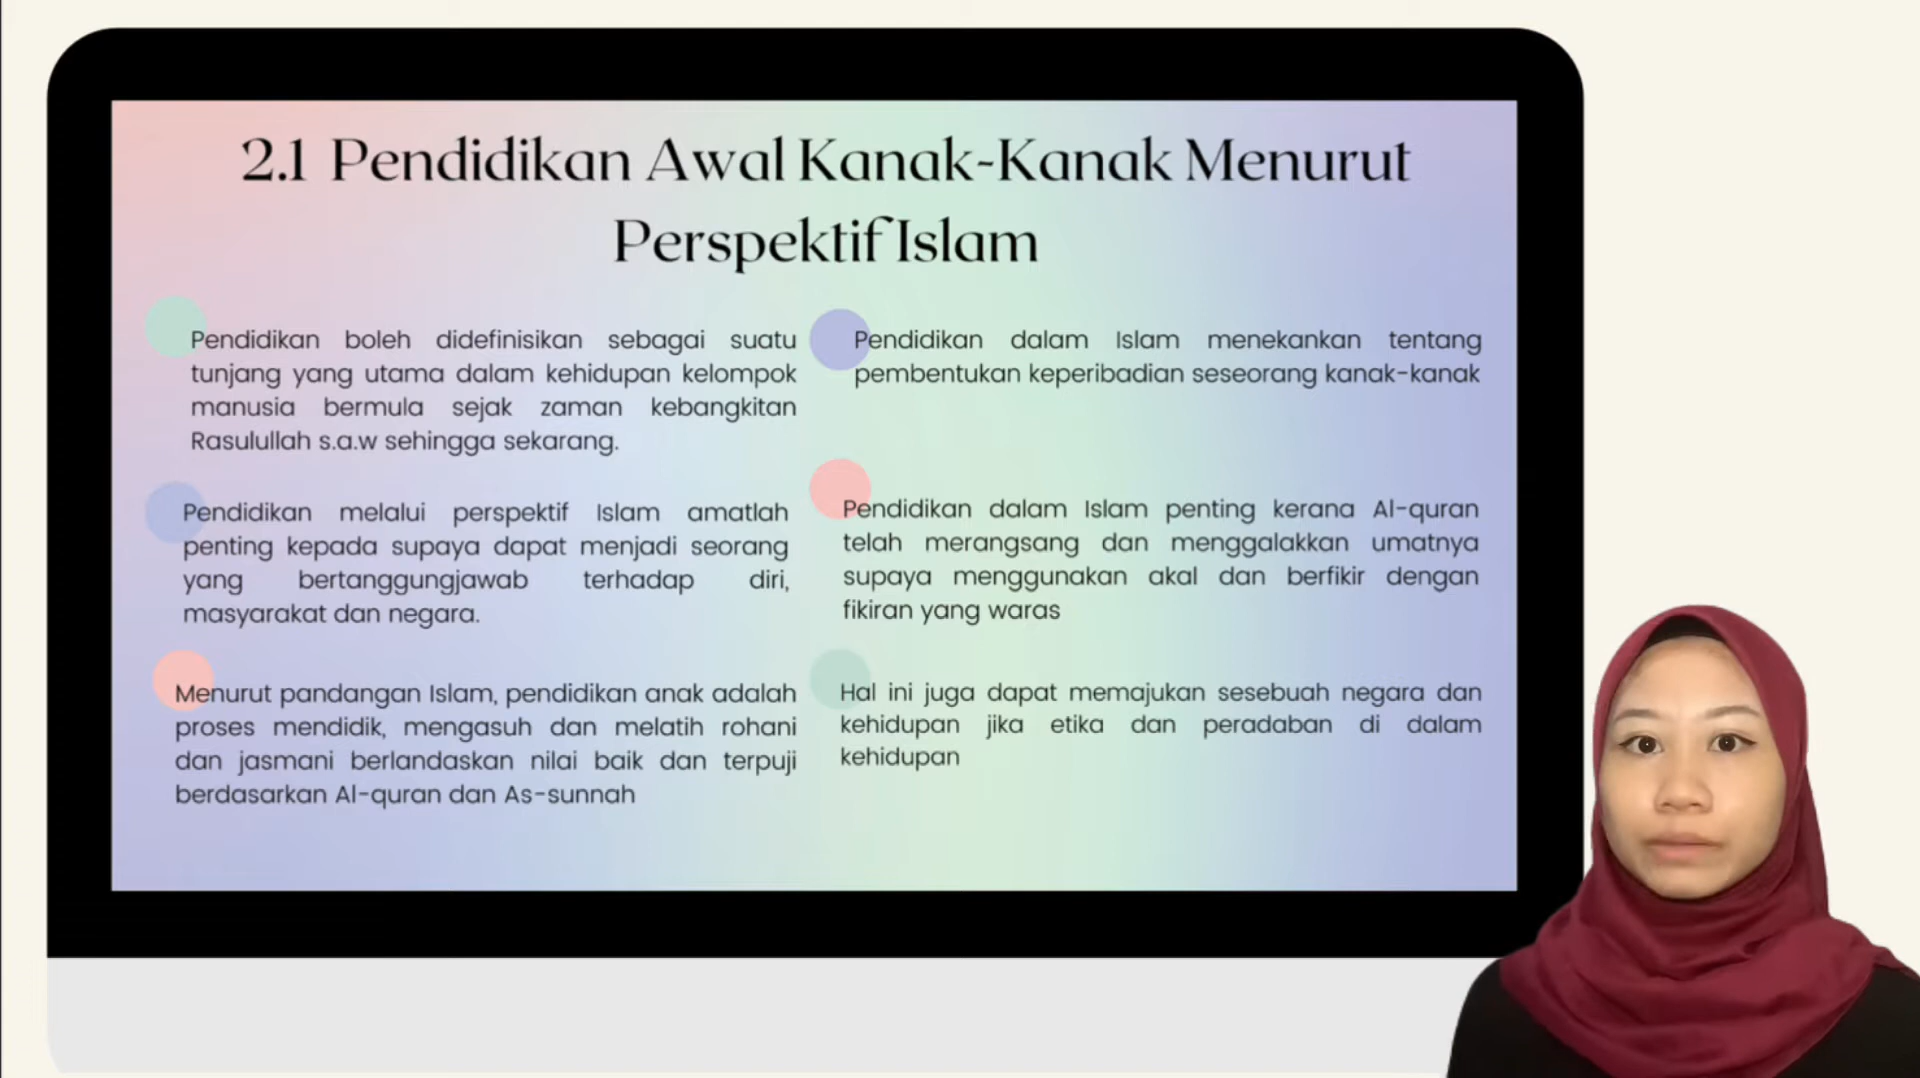 2.1 Pendidikan Awal Kanak-Kanak Menurut
Perspektif Islam
Pendidikan boleh didefinisikan sebagai suatu
tunjang yang utama dalam kehidupan kelompok
manusia bermula sejak zaman kebangkitan
Rasulullah s.a.w sehingga sekarang.
Pendidikan melalui perspektif Islam amatlah
penting kepada supaya dapat menjadi seorang
yang bertanggungjawab terhadap diri,
masyarakat dan negara.
Menurut pandangan Islam, pendidikan anak adalah
proses mendidik, mengasuh dan melatih rohani
dan jasmani berlandaskan nilai baik dan terpuji
berdasarkan Al-quran dan As-sunnah
Pendidikan dalam Islam menekankan tentang
pembentukan keperibadian seseorang kanak-kanak
Pendidikan dalam Islam penting kerana Al-quran
telah merangsang dan menggalakkan umatnya
supaya menggunakan akal dan berfikir dengan
fikiran yang waras
Hal ini juga dapat memajukan sesebuah negara dan
kehidupan jika etika dan peradaban di dalam
kehidupan